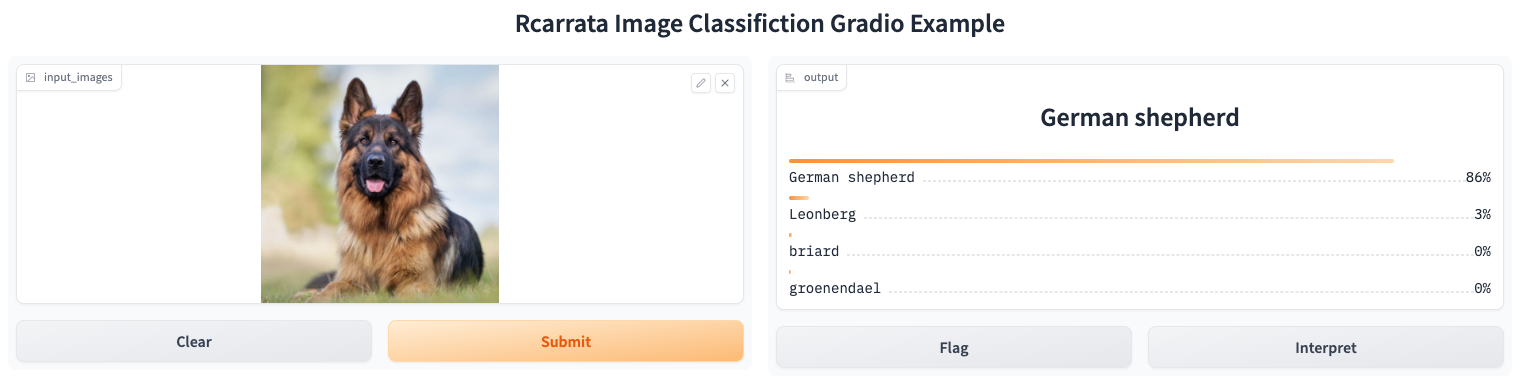 Rcarrata Image Classifiction Gradio Example
input_images
Clear
Submit
output
German shepherd
German shepherd 86%
Leonberg 3%
briard 0%
groenendael 0%
Flag
Interpret